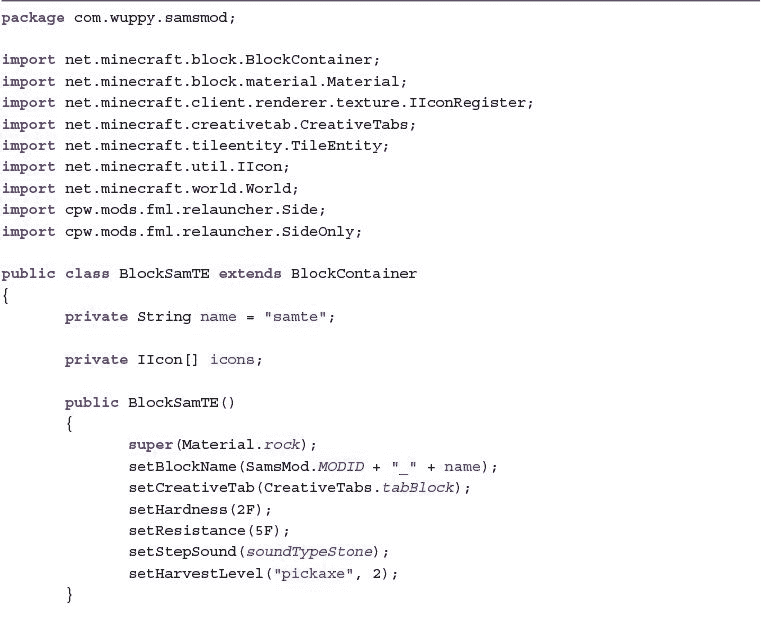 package com.wuppy.samsmod;

import net.minecraft.block.BlockContainer;
import net.minecraft.block.material.Material;
import net.minecraft.client.renderer.texture.IIconRegister;
import net.minecraft.creativetab.CreativeTabs;
import net.minecraft.tileentity.TileEntity;
import net.minecraft.util.IIcon;
import net.minecraft.world.World;
import cpw.mods.fml.relauncher.Side;
import cpw.mods.fml.relauncher.SideOnly;

public class BlockSamTE extends BlockContainer
{
       private String name = "samte";

       private IIcon[] icons;

       public BlockSamTE()
       {
              super(Material.rock);
              setBlockName(SamsMod.MODID + "_" + name);
              setCreativeTab(CreativeTabs.tabBlock);
              setHardness(2F);
              setResistance(5F);
              setStepSound(soundTypeStone);
              setHarvestLevel("pickaxe", 2);
       }